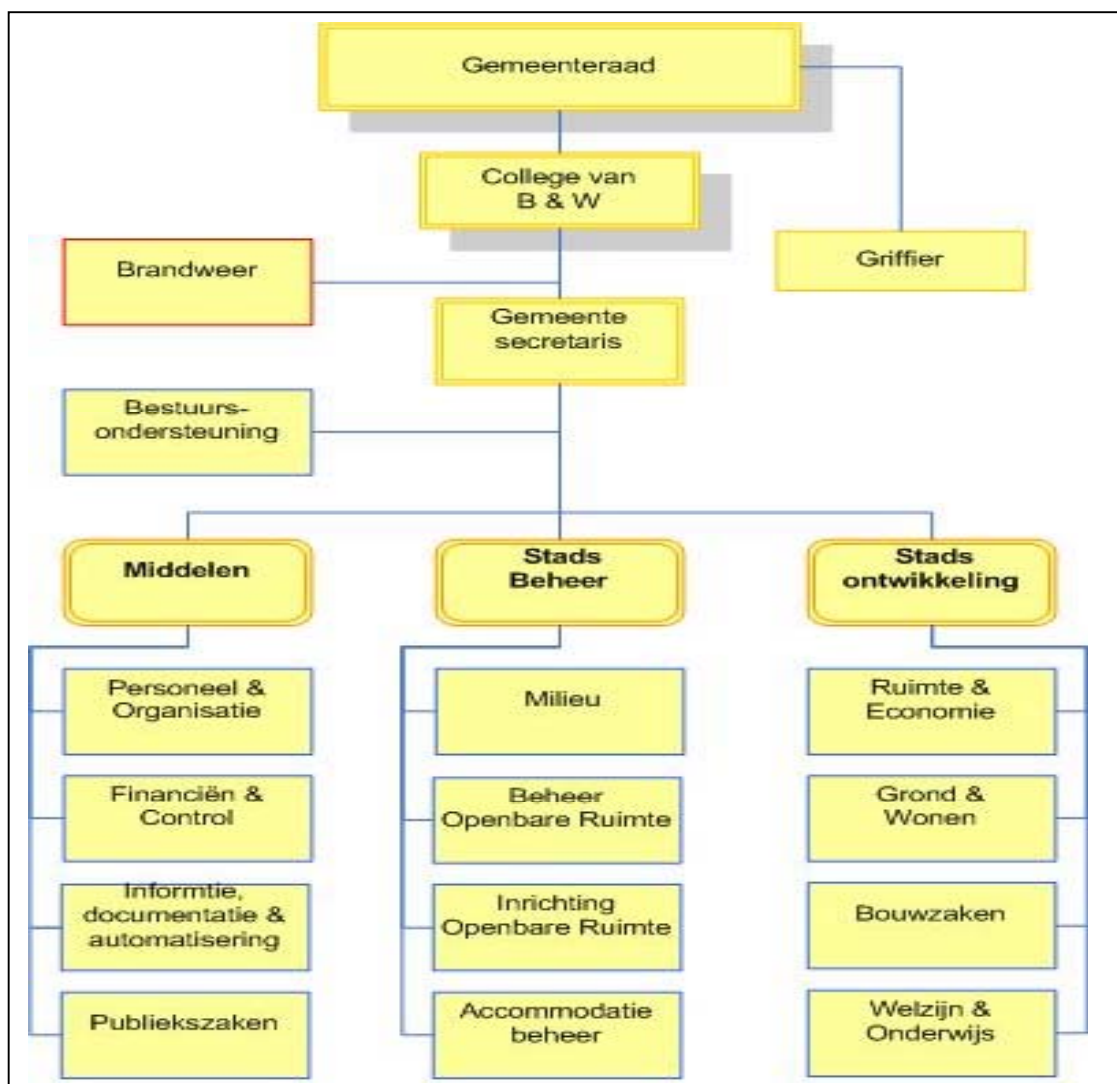 Gemeenteraad
College van
B & W
Griffier
Brandweer
Gemeente
secretaris
Bestuurs-
ondersteuning
Middelen
Stads
Beheer
Stads
ontwikkeling
Personeel &
Organisatie
Milieu
Ruimte &
Economie
Financiën &
Control
Beheer
Openbare Ruimte
Grond &
Wonen
Informtie,
documentatie &
automatisering
Inrichting
Openbare Ruimte
Bouwzaken
Publiekszaken
Accommodatie
beheer
Welzijn &
Onderwijs